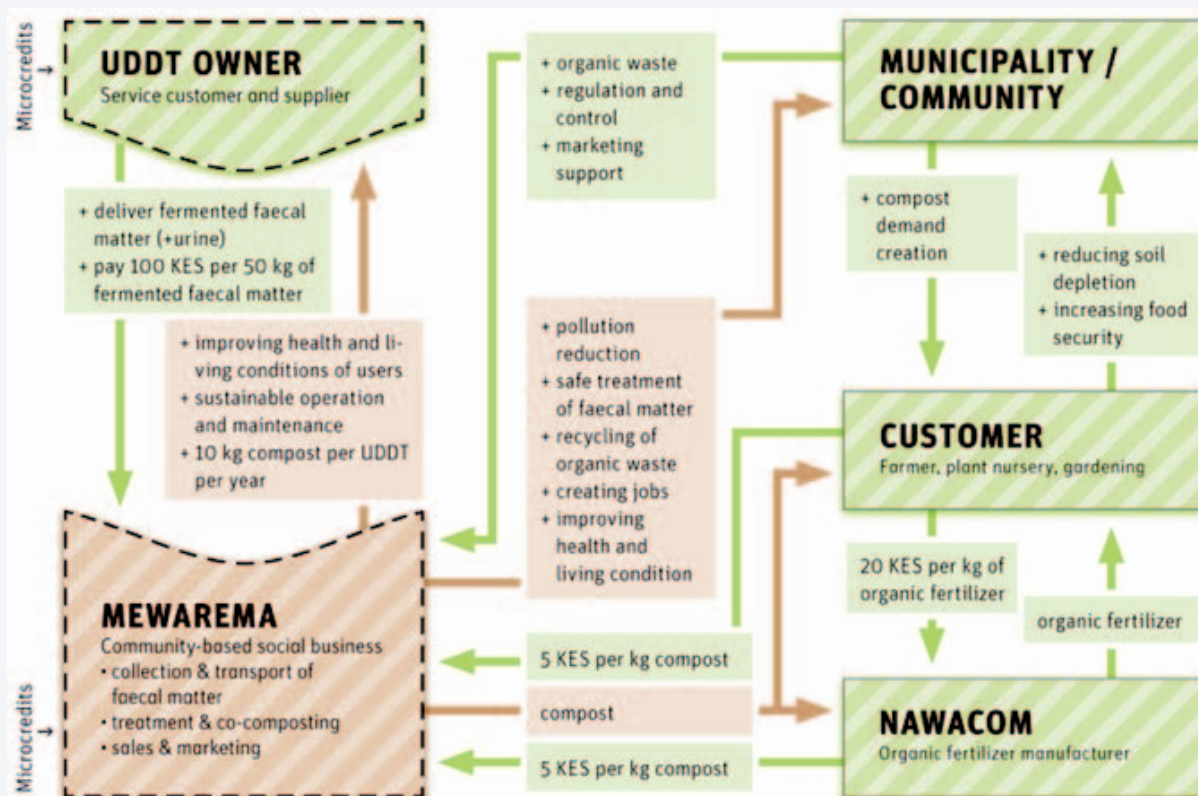 Microcredits →
UDDT OWNER
Service customer and supplier
+ deliver fermented faecal
matter (+urine)
+ pay 100 KES per 50 kg of
fermented faecal matter
+ improving health and li-
ving conditions of users
+ sustainable operation
and maintenance
+ 10 kg compost per UDDT
per year
Microcredits →
MEWAREMA
Community-based social business
• collection & transport of
faecal matter
• treatment & co-composting
• sales & marketing
+ organic waste
+ regulation and
control
+ marketing
support
+ pollution
reduction
+ safe treatment
of faecal matter
+ recycling of
organic waste
+ creating jobs
+ improving
health and
living condition
5 KES per kg compost
compost
5 KES per kg compost
MUNICIPALITY /
COMMUNITY
+ compost
demand
creation
+ reducing soil
depletion
+ increasing food
security
CUSTOMER
Farmer, plant nursery, gardening
20 KES per kg of
organic fertilizer
organic fertilizer
NAWACOM
Organic fertilizer manufacturer